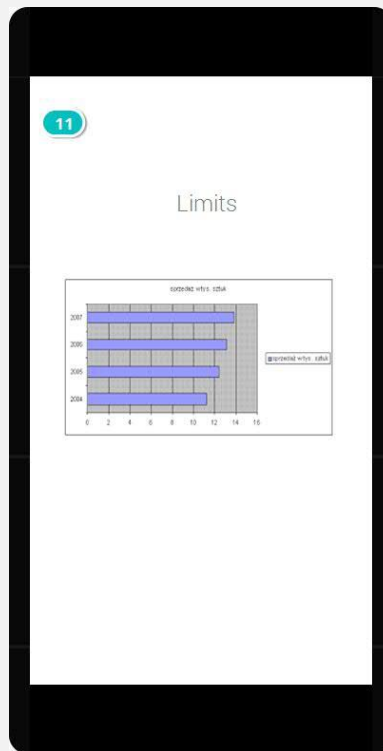 11
Limits
sprzedaż w tys. sztuk
2007
2006
2005
2004
sprzedaż w tys. sztuk
0 2 4 6 8 10 12 14 16